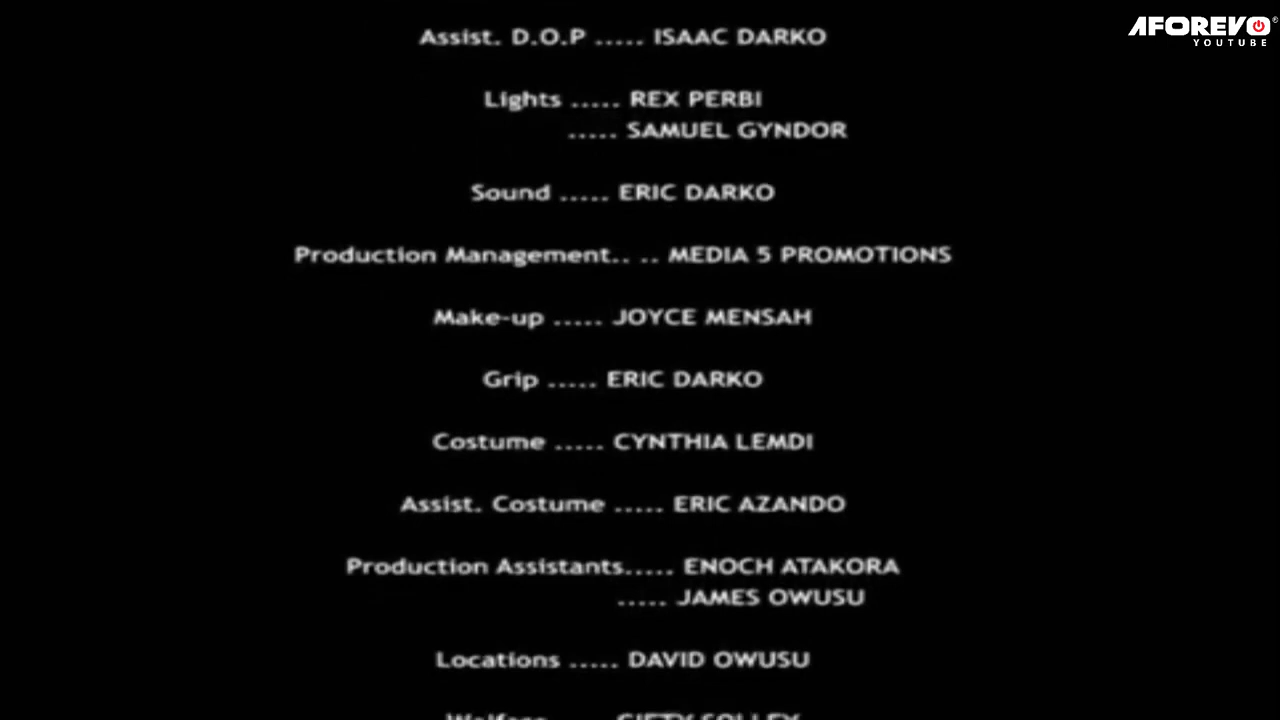 AFOREVO
YOUTUBE
Assist. D.O.P ..... ISAAC DARKO
Lights ..... REX PERBI
..... SAMUEL GYNDOR
Sound ..... ERIC DARKO
Production Management.. .. MEDIA 5 PROMOTIONS
Make-up ..... JOYCE MENSAH
Grip ..... ERIC DARKO
Costume ..... CYNTHIA LEMDI
Assist. Costume ..... ERIC AZANDO
Production Assistants..... ENOCH ATAKORA
..... JAMES OWUSU
Locations ..... DAVID OWUSU